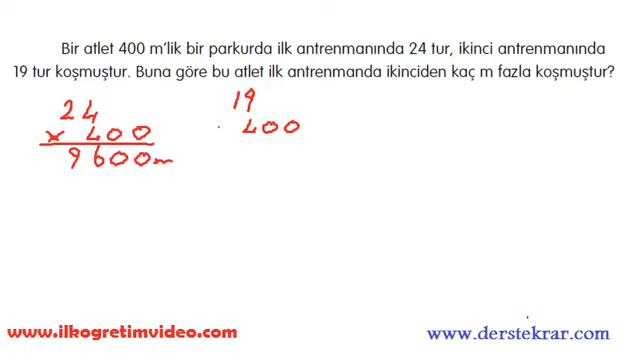 Bir atlet 400 m'lik bir parkurda ilk antrenmanında 24 tur, ikinci antrenmanında
19 tur koşmuştur. Buna göre bu atlet ilk antrenmanda ikinciden kaç m fazla koşmuştur?
24
x 400
9600m
19
400
www.ilkogretimvideo.com
www.derstekrar.com